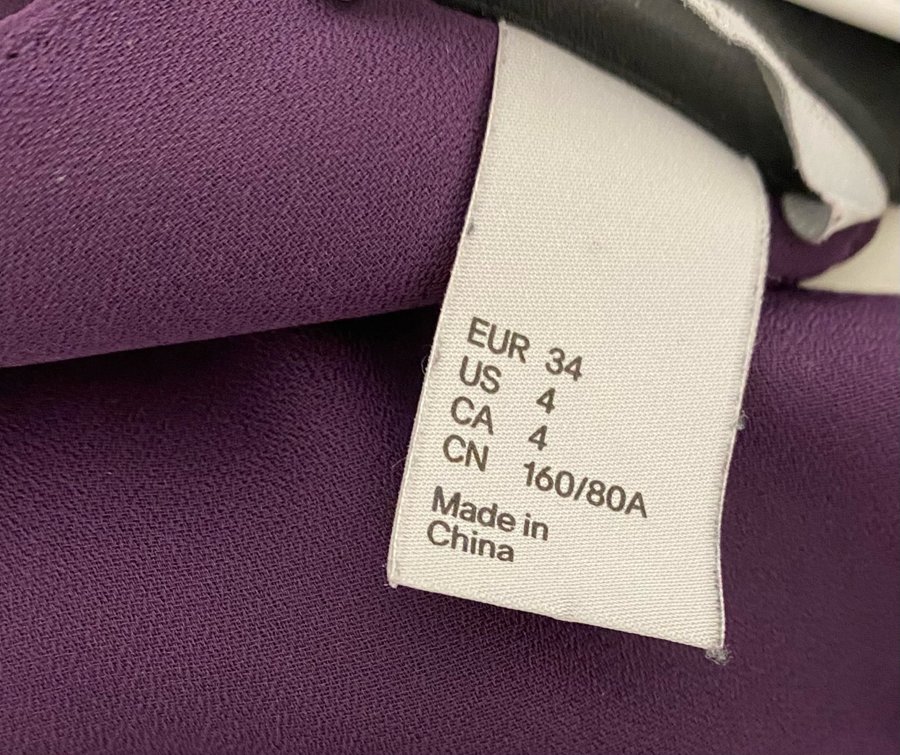 EUR 34
US 4
CA 4
CN 160/80A
Made in
China